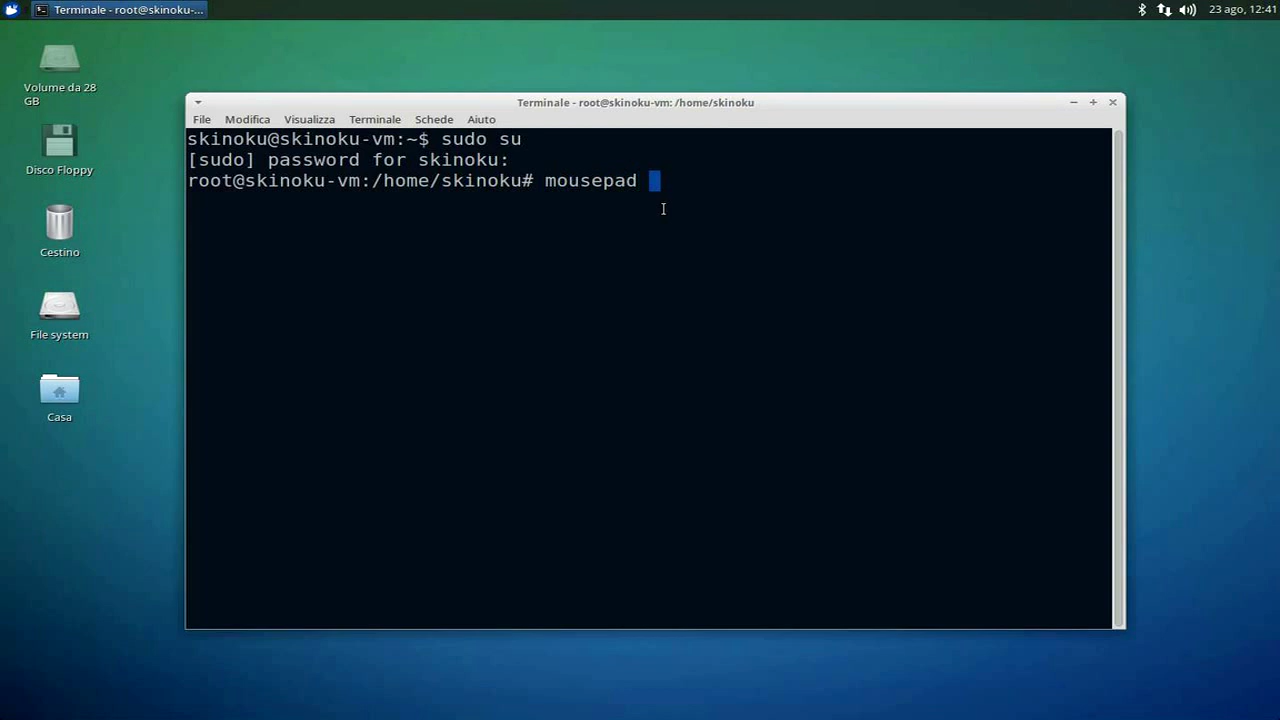 Terminale - root@skinoku-...
23 ago, 12:41
Volume da 28
GB
Disco Floppy
Cestino
File system
Casa
Terminale - root@skinoku-vm: /home/skinoku
File Modifica Visualizza Terminale Schede Aiuto
skinoku@skinoku-vm:~$ sudo su
[sudo] password for skinoku:
root@skinoku-vm:/home/skinoku# mousepad